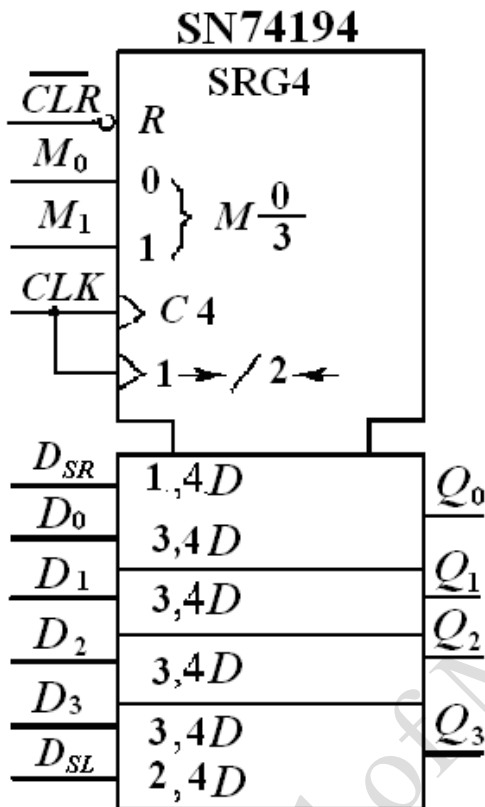 SN74194
SRG4
CLR R
M0 0
M 0/3
M1 1
CLK C4
1→/2←
DSR 1,4D Q0
D0 3,4D
D1 3,4D Q1
D2 3,4D Q2
D3 3,4D Q3
DSL 2,4D
of